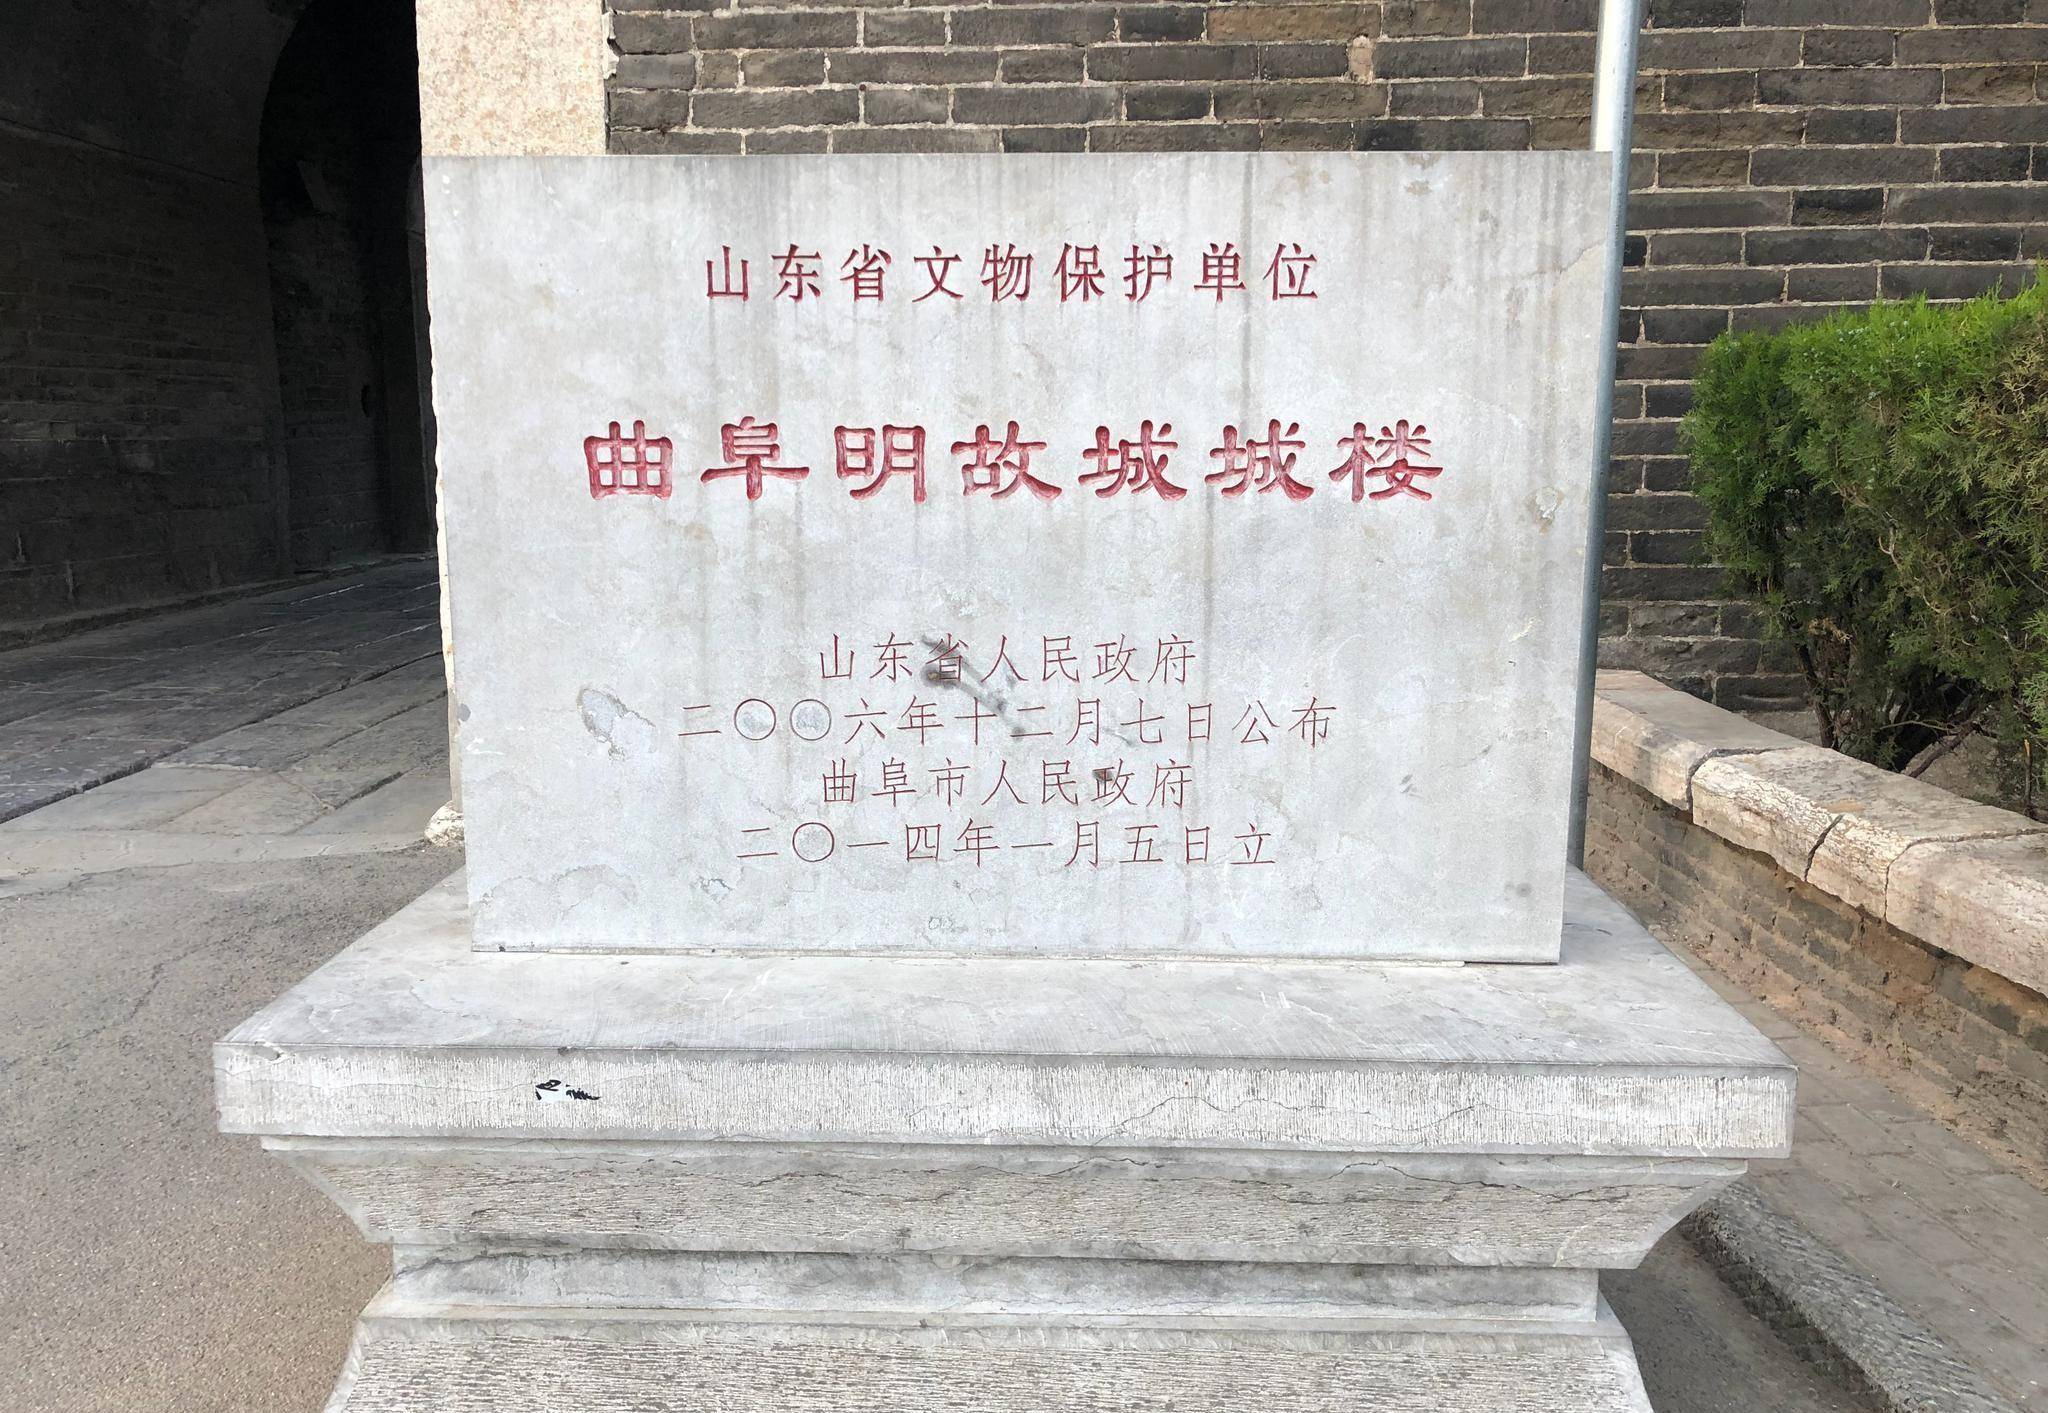 山东省文物保护单位
曲阜明故城城楼
山东省人民政府
二〇〇六年十二月七日公布
曲阜市人民政府
二〇一四年一月五日立